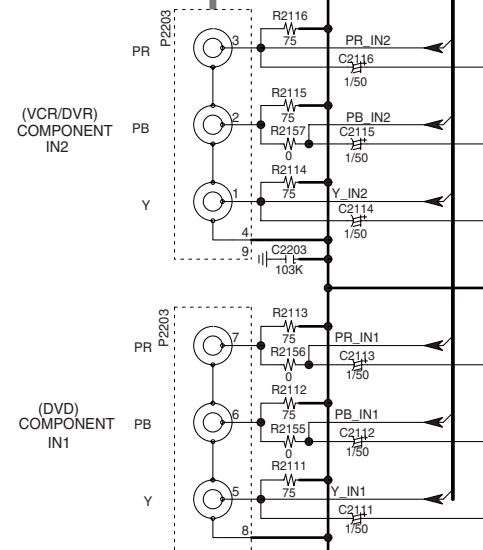 P2203
R2116
PR
3
75
PR_IN2
C2116
1/50
R2115
(VCR/DVR)
COMPONENT
IN2
PB
2
75
PB_IN2
R2157
C2115
0
1/50
R2114
75
Y
1
Y_IN2
C2114
1/50
4
9
C2203
103K
P2203
R2113
7
75
PR_IN1
PR
R2156
C2113
0
1/50
R2112
(DVD)
COMPONENT
IN1
PB
6
75
PB_IN1
R2155
C2112
0
1/50
R2111
Y
5
75
Y_IN1
C2111
1/50
8